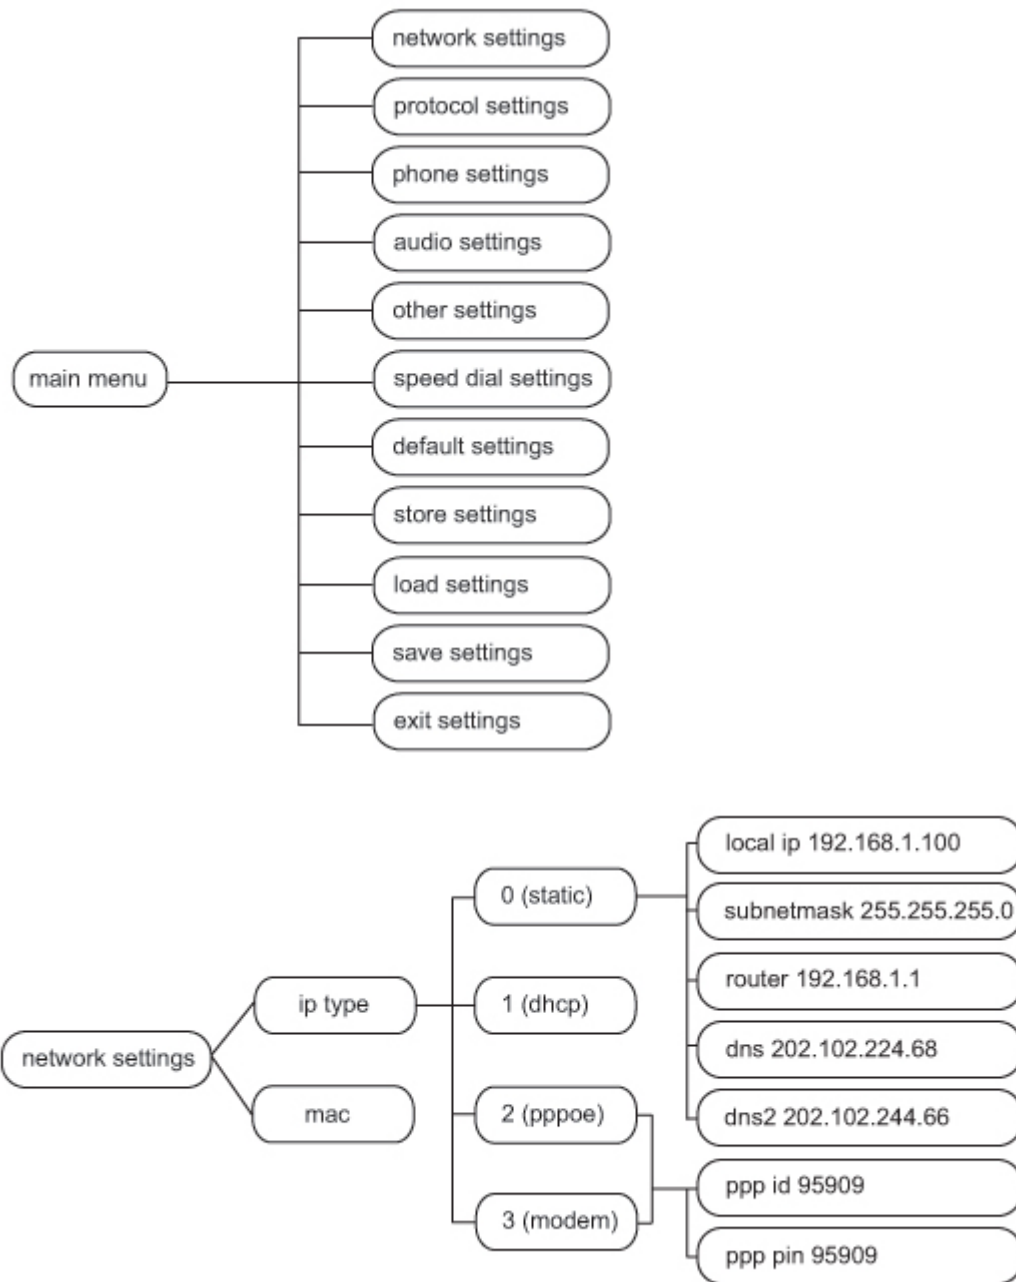 network settings
protocol settings
phone settings
audio settings
other settings
main menu
speed dial settings
default settings
store settings
load settings
save settings
exit settings
local ip 192.168.1.100
0 (static)
subnetmask 255.255.255.0
router 192.168.1.1
ip type
1 (dhcp)
network settings
dns 202.102.224.68
mac
2 (pppoe)
dns2 202.102.244.66
ppp id 95909
3 (modem)
ppp pin 95909